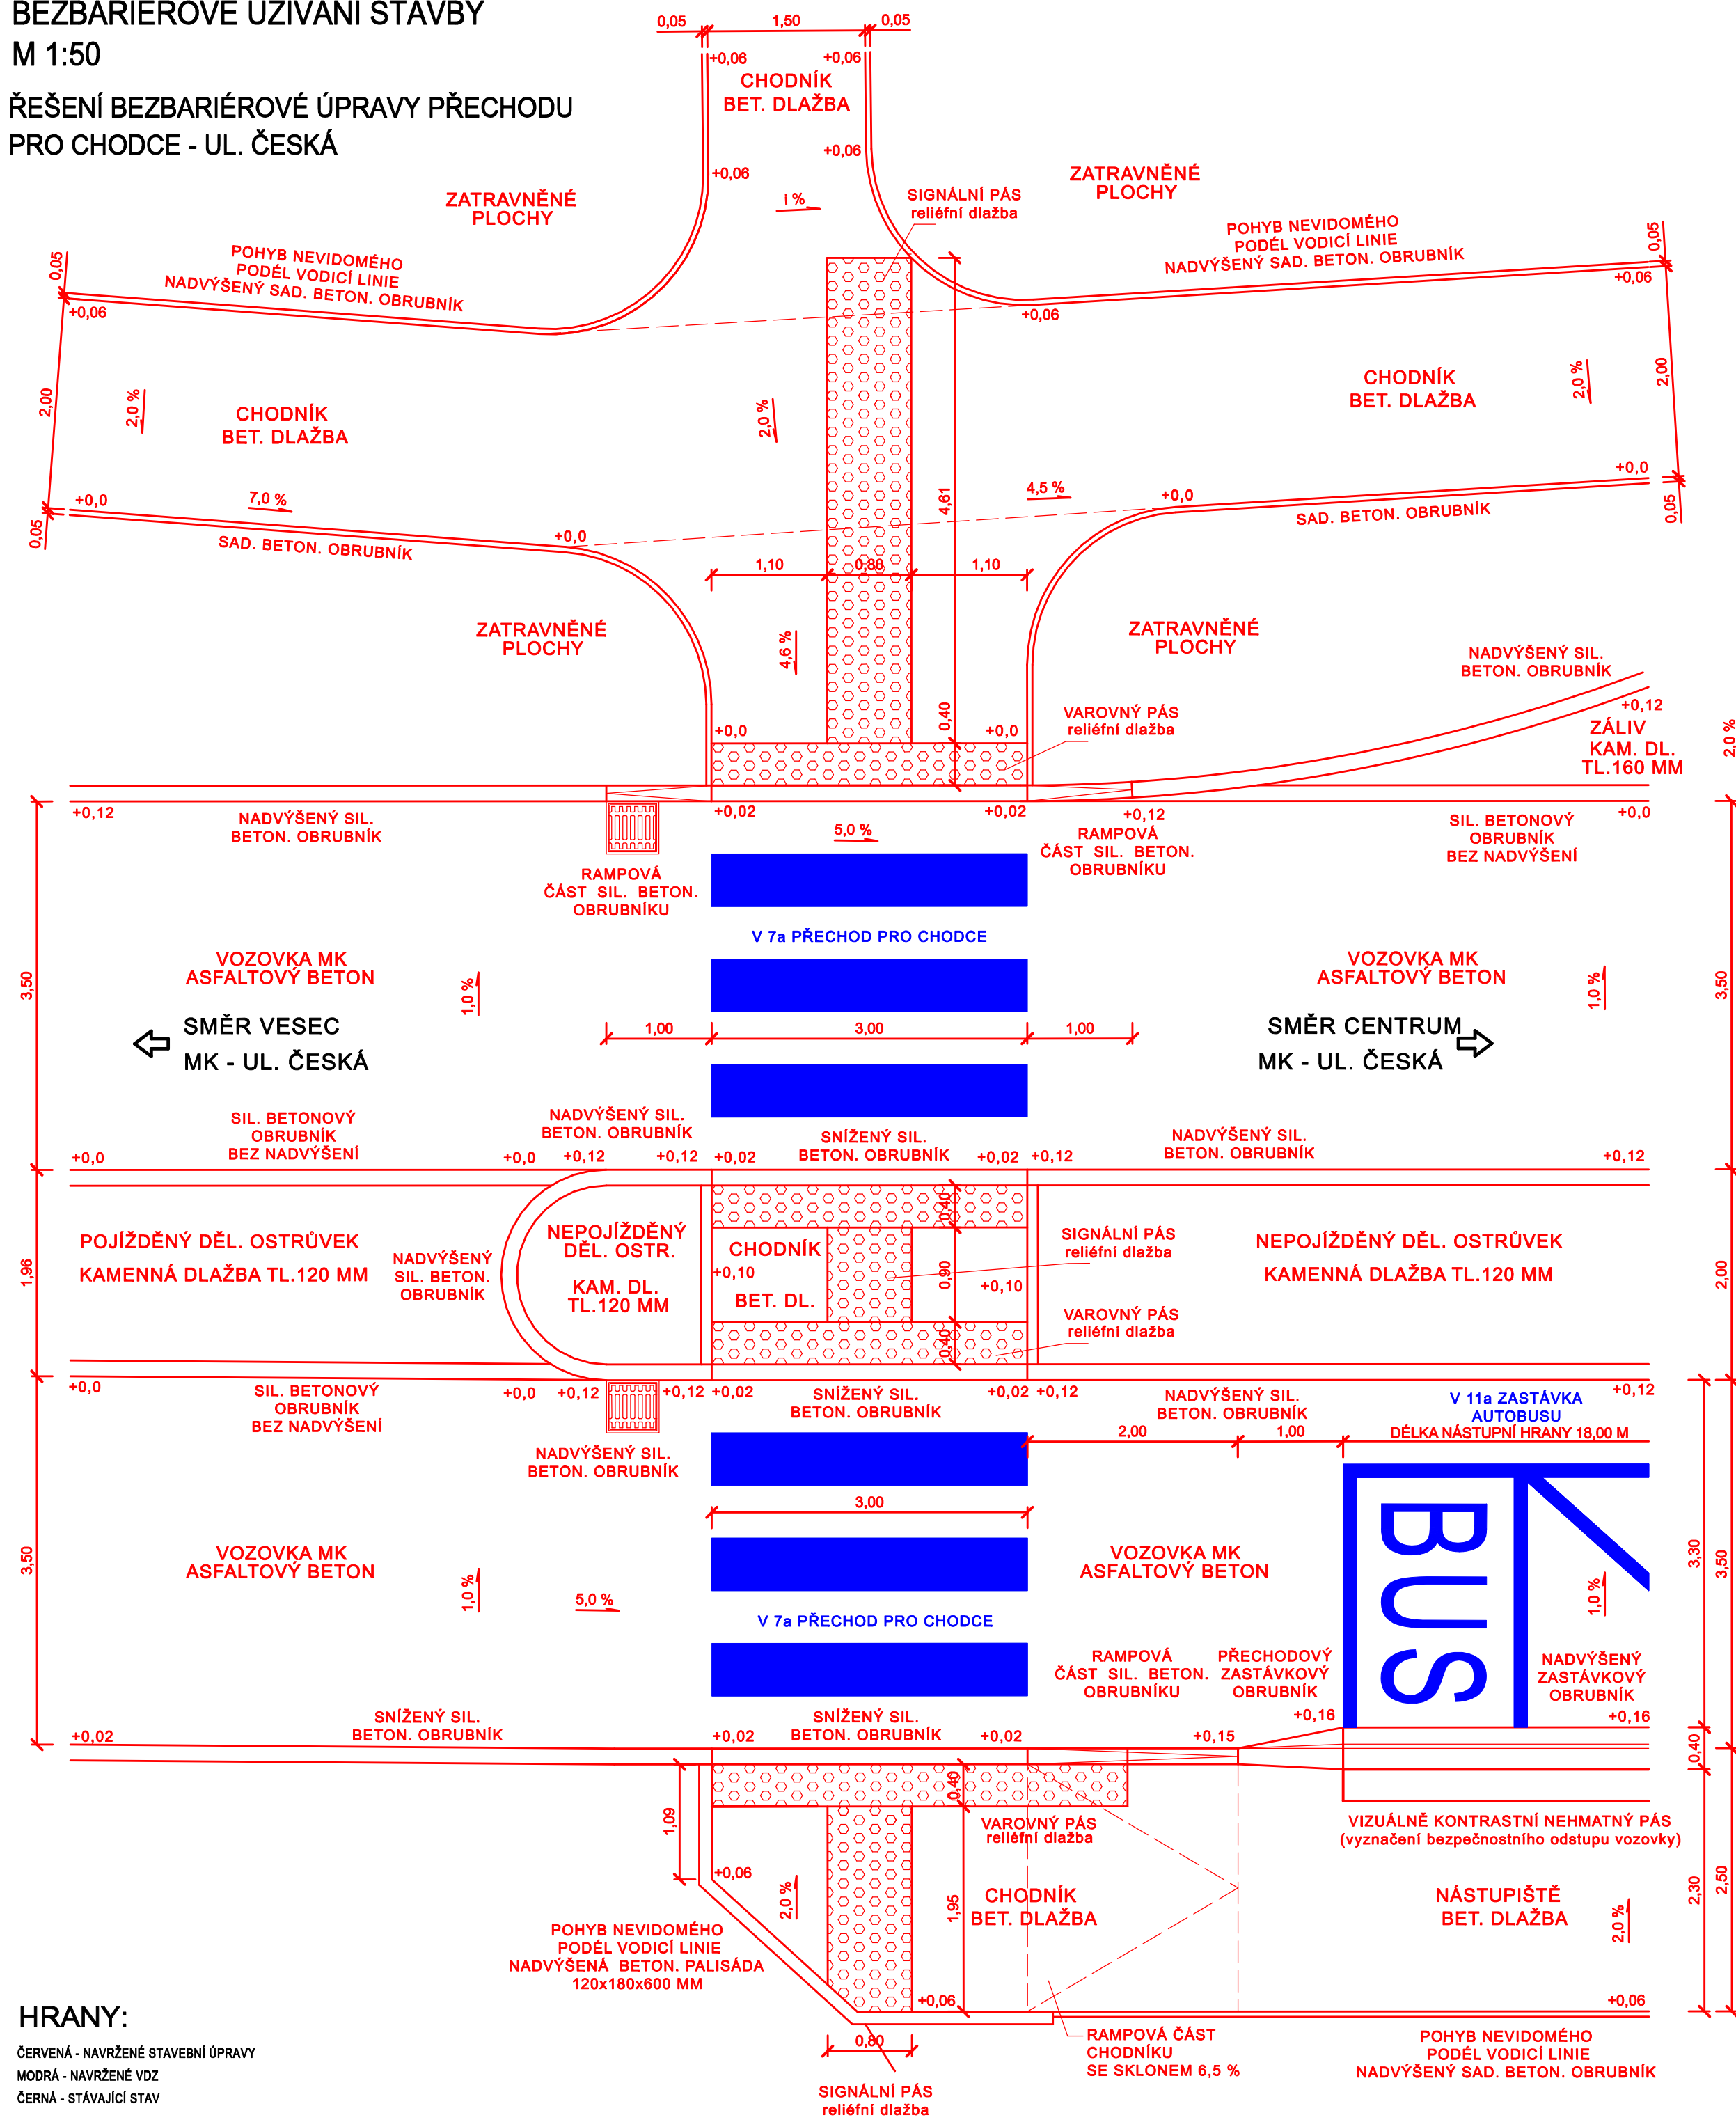 BEZBARIÉROVÉ UŽÍVÁNÍ STAVBY
M 1:50
ŘEŠENÍ BEZBARIÉROVÉ ÚPRAVY PŘECHODU
PRO CHODCE - UL. ČESKÁ
0,05
1,50
0,05
+0,06
+0,06
CHODNÍK
BET. DLAŽBA
+0,06
+0,06
i %
SIGNÁLNÍ PÁS
reliéfní dlažba
ZATRAVNĚNÉ
PLOCHY
ZATRAVNĚNÉ
PLOCHY
POHYB NEVIDOMÉHO
PODÉL VODICÍ LINIE
NADVÝŠENÝ SAD. BETON. OBRUBNÍK
POHYB NEVIDOMÉHO
PODÉL VODICÍ LINIE
NADVÝŠENÝ SAD. BETON. OBRUBNÍK
0,05
+0,06
0,05
+0,06
+0,06
2,00
2,0 %
CHODNÍK
BET. DLAŽBA
2,0 %
CHODNÍK
BET. DLAŽBA
2,0 %
2,00
+0,0
7,0 %
0,05
SAD. BETON. OBRUBNÍK
+0,0
4,61
4,5 %
+0,0
SAD. BETON. OBRUBNÍK
+0,0
0,05
1,10
0,80
1,10
ZATRAVNĚNÉ
PLOCHY
4,6 %
ZATRAVNĚNÉ
PLOCHY
NADVÝŠENÝ SIL.
BETON. OBRUBNÍK
+0,12
ZÁLIV
KAM. DL.
TL.160 MM
2,0 %
VAROVNÝ PÁS
reliéfní dlažba
0,40
+0,0
+0,0
+0,12
NADVÝŠENÝ SIL.
BETON. OBRUBNÍK
+0,02
+0,02
5,0 %
+0,12
RAMPOVÁ
ČÁST SIL. BETON.
OBRUBNÍKU
SIL. BETONOVÝ
OBRUBNÍK
BEZ NADVÝŠENÍ
+0,0
RAMPOVÁ
ČÁST SIL. BETON.
OBRUBNÍKU
V 7a PŘECHOD PRO CHODCE
3,50
VOZOVKA MK
ASFALTOVÝ BETON
1,0 %
VOZOVKA MK
ASFALTOVÝ BETON
1,0 %
3,50
SMĚR VESEC
MK - UL. ČESKÁ
1,00
3,00
1,00
SMĚR CENTRUM
MK - UL. ČESKÁ
SIL. BETONOVÝ
OBRUBNÍK
BEZ NADVÝŠENÍ
NADVÝŠENÝ SIL.
BETON. OBRUBNÍK
SNÍŽENÝ SIL.
BETON. OBRUBNÍK
NADVÝŠENÝ SIL.
BETON. OBRUBNÍK
+0,0
+0,0
+0,12
+0,12
+0,02
+0,02
+0,12
+0,12
1,96
POJÍŽDĚNÝ DĚL. OSTRŮVEK
KAMENNÁ DLAŽBA TL.120 MM
NADVÝŠENÝ
SIL. BETON.
OBRUBNÍK
NEPOJÍŽDĚNÝ
DĚL. OSTR.
KAM. DL.
TL.120 MM
CHODNÍK
+0,10
BET. DL.
0,40
0,90
0,40
+0,10
SIGNÁLNÍ PÁS
reliéfní dlažba
VAROVNÝ PÁS
reliéfní dlažba
NEPOJÍŽDĚNÝ DĚL. OSTRŮVEK
KAMENNÁ DLAŽBA TL.120 MM
2,00
+0,0
SIL. BETONOVÝ
OBRUBNÍK
BEZ NADVÝŠENÍ
+0,0
+0,12
+0,12
+0,02
SNÍŽENÝ SIL.
BETON. OBRUBNÍK
+0,02
+0,12
NADVÝŠENÝ SIL.
BETON. OBRUBNÍK
V 11a ZASTÁVKA
AUTOBUSU
DÉLKA NÁSTUPNÍ HRANY 18,00 M
+0,12
NADVÝŠENÝ SIL.
BETON. OBRUBNÍK
2,00
1,00
3,00
BUS
3,50
VOZOVKA MK
ASFALTOVÝ BETON
1,0 %
5,0 %
V 7a PŘECHOD PRO CHODCE
VOZOVKA MK
ASFALTOVÝ BETON
1,0 %
3,30
3,50
RAMPOVÁ
ČÁST SIL. BETON.
OBRUBNÍKU
PŘECHODOVÝ
ZASTÁVKOVÝ
OBRUBNÍK
NADVÝŠENÝ
ZASTÁVKOVÝ
OBRUBNÍK
+0,02
SNÍŽENÝ SIL.
BETON. OBRUBNÍK
+0,02
SNÍŽENÝ SIL.
BETON. OBRUBNÍK
+0,02
+0,15
+0,16
+0,16
0,40
1,09
0,40
VAROVNÝ PÁS
reliéfní dlažba
VIZUÁLNĚ KONTRASTNÍ NEHMATNÝ PÁS
(vyznačení bezpečnostního odstupu vozovky)
+0,06
2,0 %
1,95
CHODNÍK
BET. DLAŽBA
NÁSTUPIŠTĚ
BET. DLAŽBA
2,0 %
2,30
2,50
POHYB NEVIDOMÉHO
PODÉL VODICÍ LINIE
NADVÝŠENÁ BETON. PALISÁDA
120x180x600 MM
+0,06
+0,06
0,80
RAMPOVÁ ČÁST
CHODNÍKU
SE SKLONEM 6,5 %
POHYB NEVIDOMÉHO
PODÉL VODICÍ LINIE
NADVÝŠENÝ SAD. BETON. OBRUBNÍK
SIGNÁLNÍ PÁS
reliéfní dlažba
HRANY:
ČERVENÁ - NAVRŽENÉ STAVEBNÍ ÚPRAVY
MODRÁ - NAVRŽENÉ VDZ
ČERNÁ - STÁVAJÍCÍ STAV